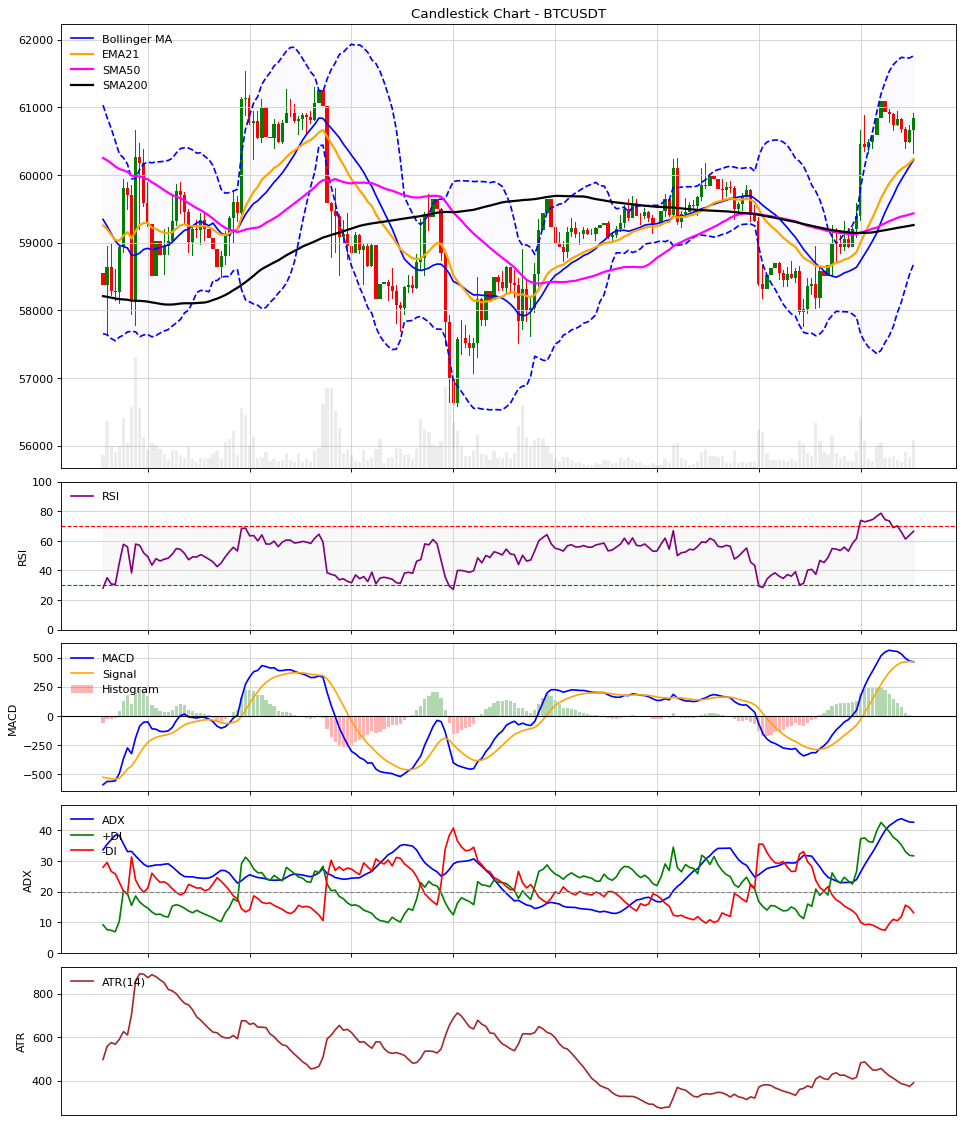 Candlestick Chart - BTCUSDT
62000
61000
60000
59000
58000
57000
56000
Bollinger MA
EMA21
SMA50
SMA200
RSI
100
80
60
40
20
0
RSI
MACD
500
250
0
−250
−500
MACD
Signal
Histogram
ADX
40
30
20
10
0
ADX
+DI
-DI
ATR
800
600
400
ATR(14)